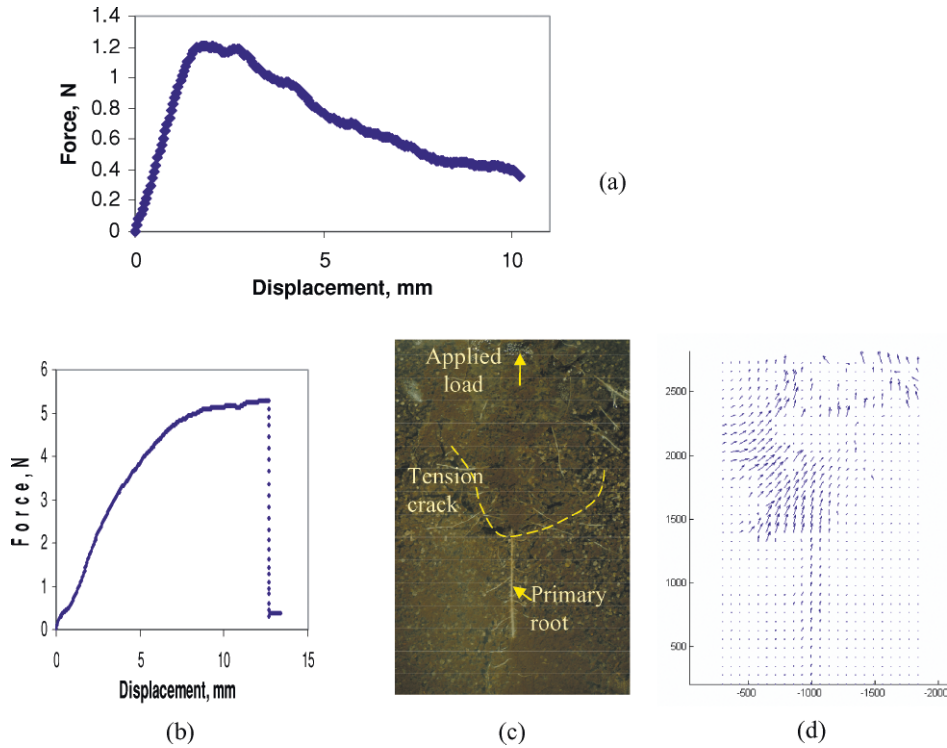 1.4
1.2
1
0.8
0.6
0.4
0.2
0
Force, N
0 5 10
Displacement, mm
(a)
6
5
4
3
2
1
0
Force, N
0 5 10 15
Displacement, mm
(b)
Applied
load
Tension
crack
Primary
root
(c)
2500
2000
1500
1000
500
-500 -1000 -1500 -2000
(d)